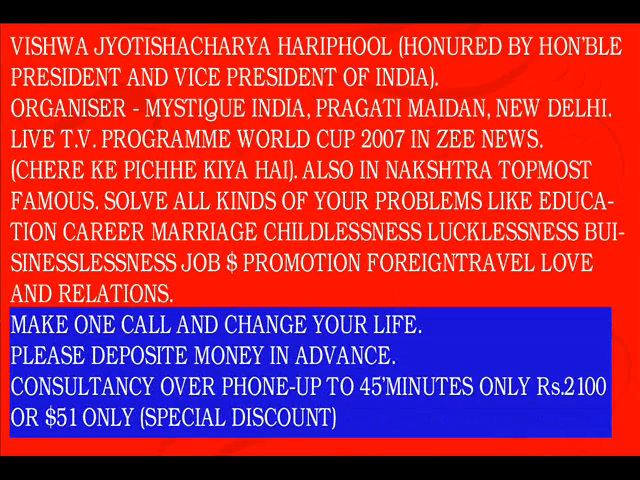 VISHWA JYOTISHACHARYA HARIPHOOL (HONURED BY HON'BLE
PRESIDENT AND VICE PRESIDENT OF INDIA).
ORGANISER - MYSTIQUE INDIA, PRAGATI MAIDAN, NEW DELHI.
LIVE T.V. PROGRAMME WORLD CUP 2007 IN ZEE NEWS.
(CHERE KE PICHHE KIYA HAI). ALSO IN NAKSHTRA TOPMOST
FAMOUS. SOLVE ALL KINDS OF YOUR PROBLEMS LIKE EDUCA-
TION CAREER MARRIAGE CHILDLESSNESS LUCKLESSNESS BUI-
SINESSLESSNESS JOB $ PROMOTION FOREIGNTRAVEL LOVE
AND RELATIONS.
MAKE ONE CALL AND CHANGE YOUR LIFE.
PLEASE DEPOSITE MONEY IN ADVANCE.
CONSULTANCY OVER PHONE-UP TO 45'MINUTES ONLY Rs.2100
OR $51 ONLY (SPECIAL DISCOUNT)